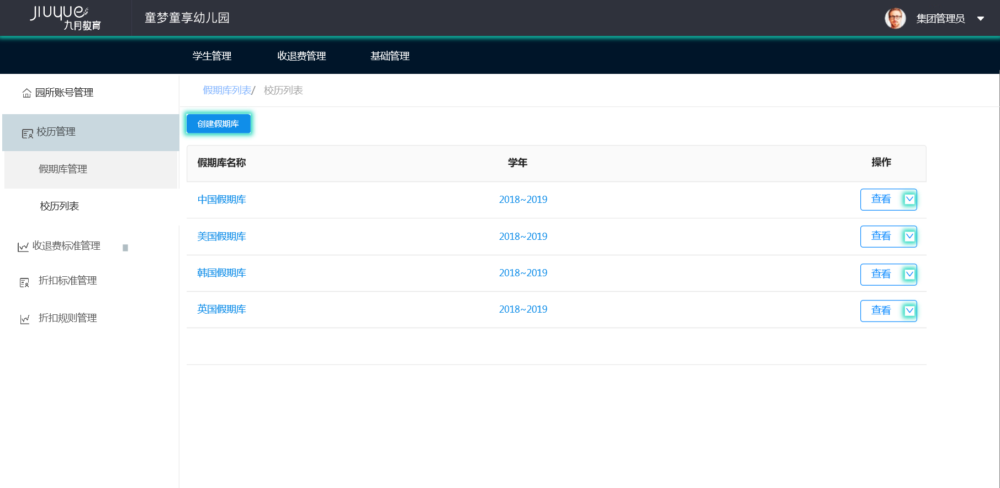 JIUYUE
九月教育
童梦童享幼儿园
集团管理员
学生管理 收退费管理 基础管理
园所账号管理
校历管理
假期库管理
校历列表
收退费标准管理
折扣标准管理
折扣规则管理
假期库列表/ 校历列表
创建假期库
假期库名称 学年 操作
中国假期库 2018~2019 查看
美国假期库 2018~2019 查看
韩国假期库 2018~2019 查看
英国假期库 2018~2019 查看